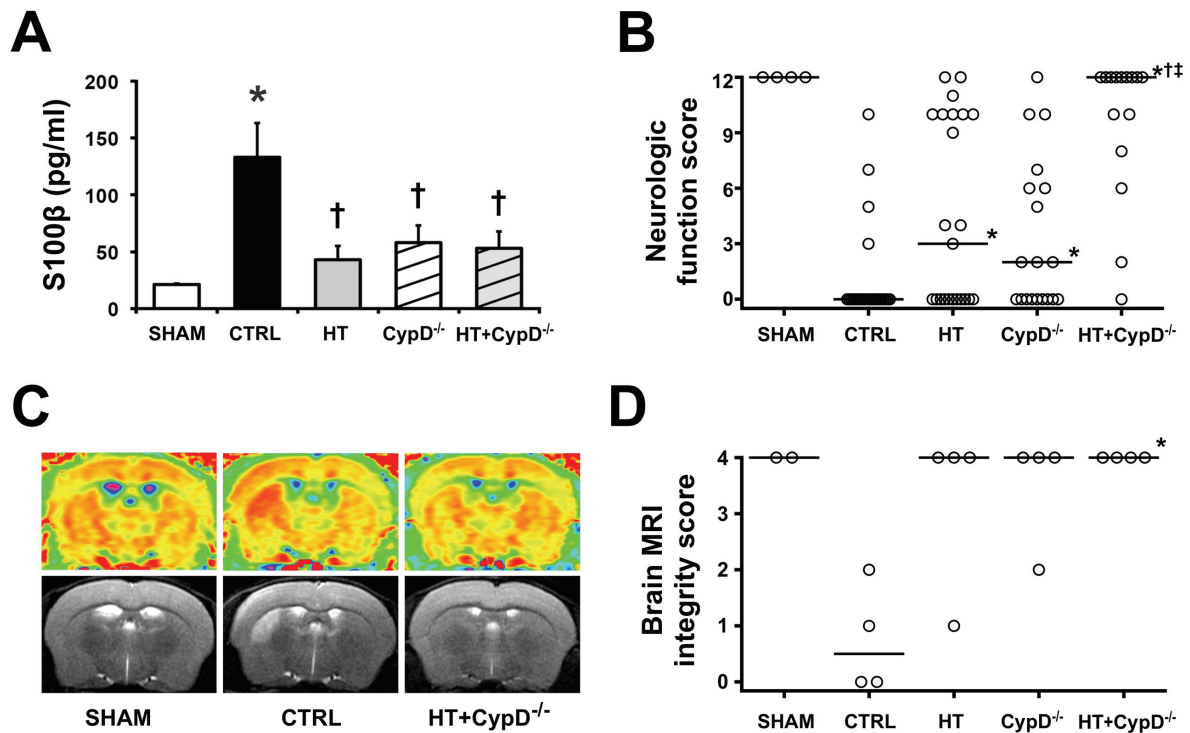 A
S100β (pg/ml)
200
150
100
50
0
*
†
†
†
SHAM CTRL HT CypD-/- HT+CypD-/-
B
Neurologic
function score
12
9
6
3
0
*
*
*†‡
SHAM CTRL HT CypD-/- HT+CypD-/-
C
SHAM CTRL HT+CypD-/-
D
Brain MRI
integrity score
4
3
2
1
0
*
SHAM CTRL HT CypD-/- HT+CypD-/-